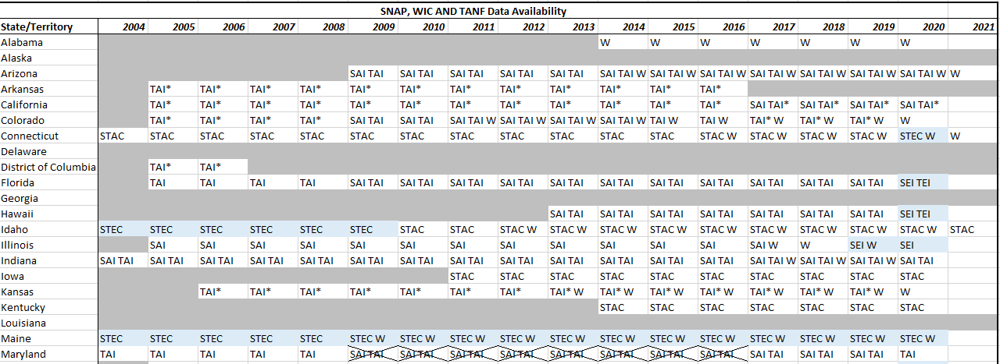 SNAP, WIC AND TANF Data Availability
State/Territory 2004 2005 2006 2007 2008 2009 2010 2011 2012 2013 2014 2015 2016 2017 2018 2019 2020 2021
Alabama W W W W W W W
Alaska
Arizona SAI TAI SAI TAI SAI TAI SAI TAI SAI TAI SAI TAI W SAI TAI W SAI TAI W SAI TAI W SAI TAI W SAI TAI W SAI TAI W W
Arkansas TAI* TAI* TAI* TAI* TAI* TAI* TAI* TAI* TAI* TAI* TAI* TAI*
California TAI* TAI* TAI* TAI* TAI* TAI* TAI* TAI* TAI* TAI* TAI* TAI* SAI TAI* SAI TAI* SAI TAI* SAI TAI*
Colorado TAI* TAI* TAI* TAI* SAI TAI SAI TAI SAI TAI W SAI TAI W SAI TAI W SAI TAI W TAI W TAI W TAI* W TAI* W TAI* W W
Connecticut STAC STAC STAC STAC STAC STAC STAC STAC STAC STAC STAC STAC STAC W STAC W STAC W STAC W STEC W W
Delaware
District of Columbia TAI* TAI*
Florida TAI TAI TAI TAI SAI TAI SAI TAI SAI TAI SAI TAI SAI TAI SAI TAI SAI TAI SAI TAI SAI TAI SAI TAI SAI TAI SEI TEI
Georgia
Hawaii SAI TAI SAI TAI SAI TAI SAI TAI SAI TAI SAI TAI SAI TAI SEI TEI
Idaho STEC STEC STEC STEC STEC STEC STAC STAC STAC W STAC W STAC W STAC W STAC W STAC W STAC W STAC W STAC W STAC
Illinois SAI SAI SAI SAI SAI SAI SAI SAI SAI SAI SAI SAI SAI W W SEI W SEI
Indiana SAI TAI SAI TAI SAI TAI SAI TAI SAI TAI SAI TAI SAI TAI SAI TAI SAI TAI SAI TAI SAI TAI SAI TAI SAI TAI SAI TAI W SAI TAI W SAI TAI W SAI TAI
Iowa STAC STAC STAC STAC STAC STAC STAC STAC STAC STAC
Kansas TAI* TAI* TAI* TAI* TAI* TAI* TAI* TAI* W TAI* W TAI* W TAI* W TAI* W TAI* W TAI* W W
Kentucky STAC STAC STAC STAC STAC STAC STAC
Louisiana
Maine STEC STEC STEC STEC STEC STEC W STEC W STEC W STEC W STEC W STEC W STEC W STEC W STEC W STEC W STEC W STEC W
Maryland TAI TAI TAI TAI TAI SAI TAI SAI TAI SAI TAI SAI TAI SAI TAI SAI TAI SAI TAI SAI TAI SAI TAI SAI TAI SAI TAI TAI